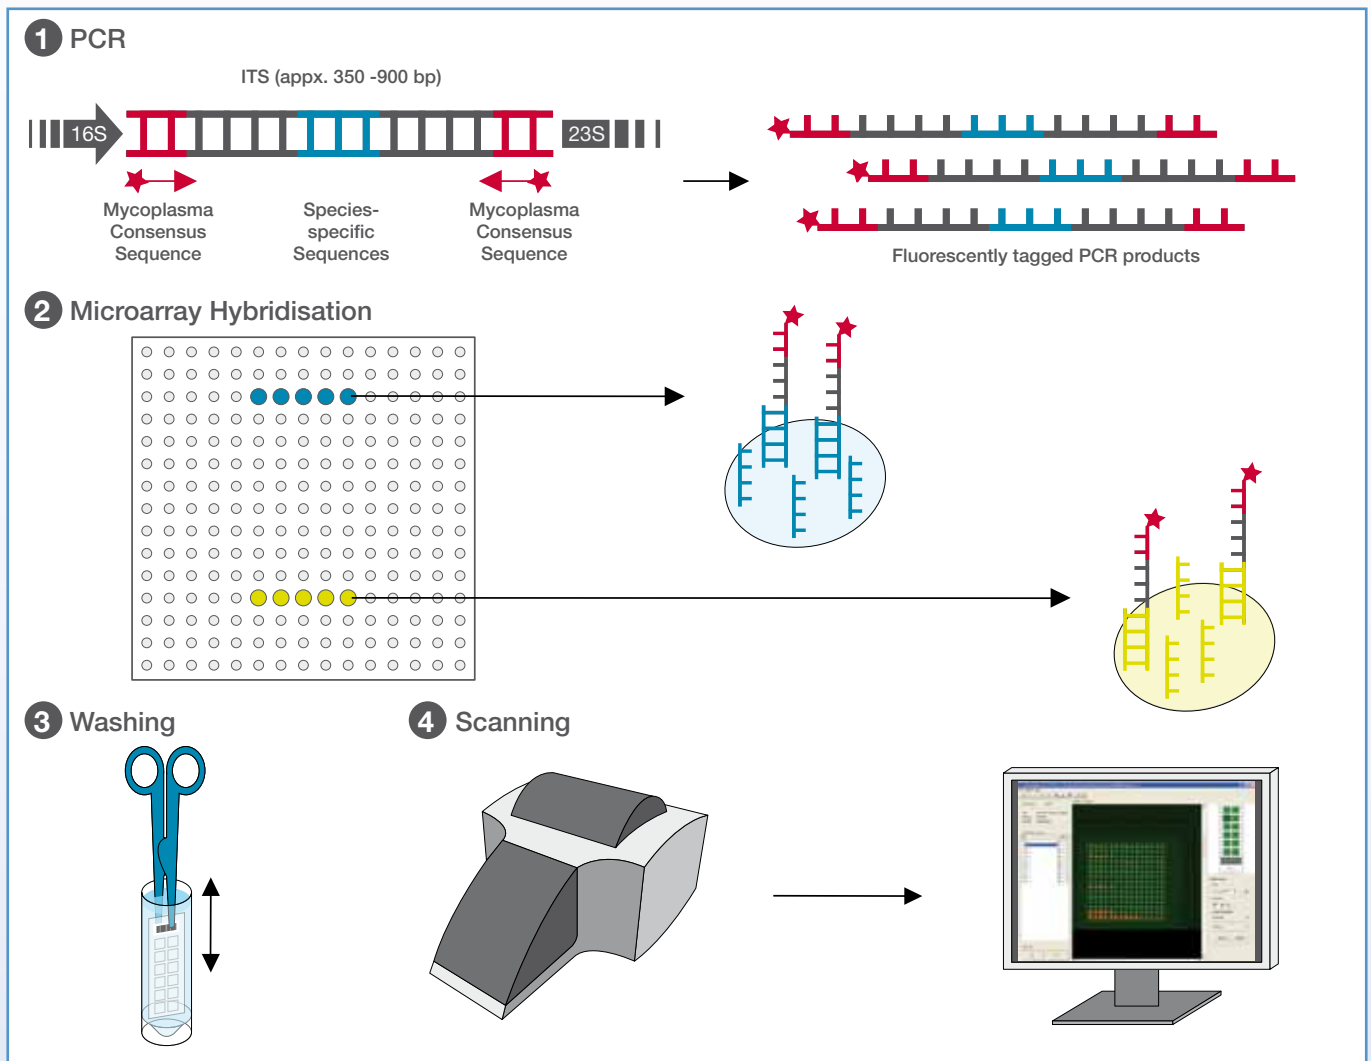 1 PCR
ITS (appx. 350 -900 bp)
16S
23S
Mycoplasma
Consensus
Sequence
Species-
specific
Sequences
Mycoplasma
Consensus
Sequence
Fluorescently tagged PCR products
2 Microarray Hybridisation
3 Washing
4 Scanning